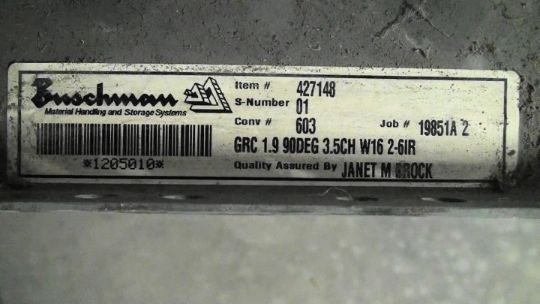 Buschman
Material Handling and Storage Systems
*1205010*
Item # 427148
S-Number 01
Conv # 603 Job # 19851A 2
GRC 1.9 90DEG 3.5CH W16 2-6IR
Quality Assured By JANET M BROCK